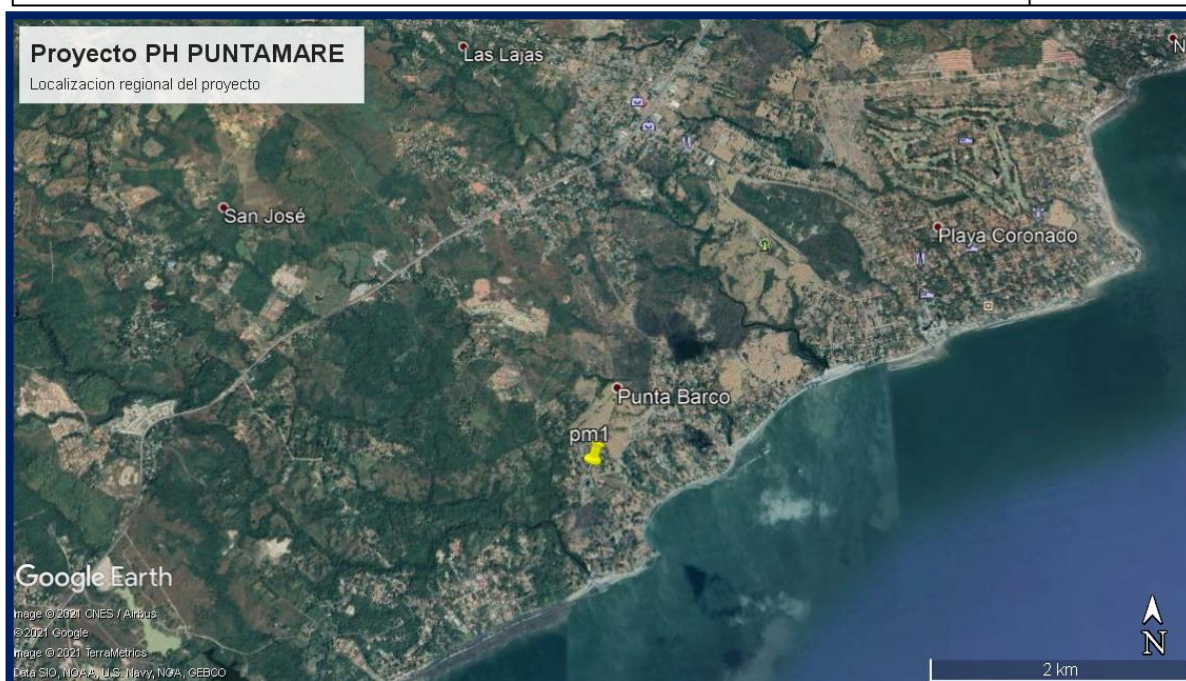 Proyecto PH PUNTAMARE
Localizacion regional del proyecto
Las Lajas
N
San José
Playa Coronado
Punta Barco
pm1
Google Earth
Image © 2021 CNES / Airbus
© 2021 Google
Image © 2021 TerraMetrics
Data SIO, NOAA, U.S. Navy, NGA, GEBCO
N
2 km